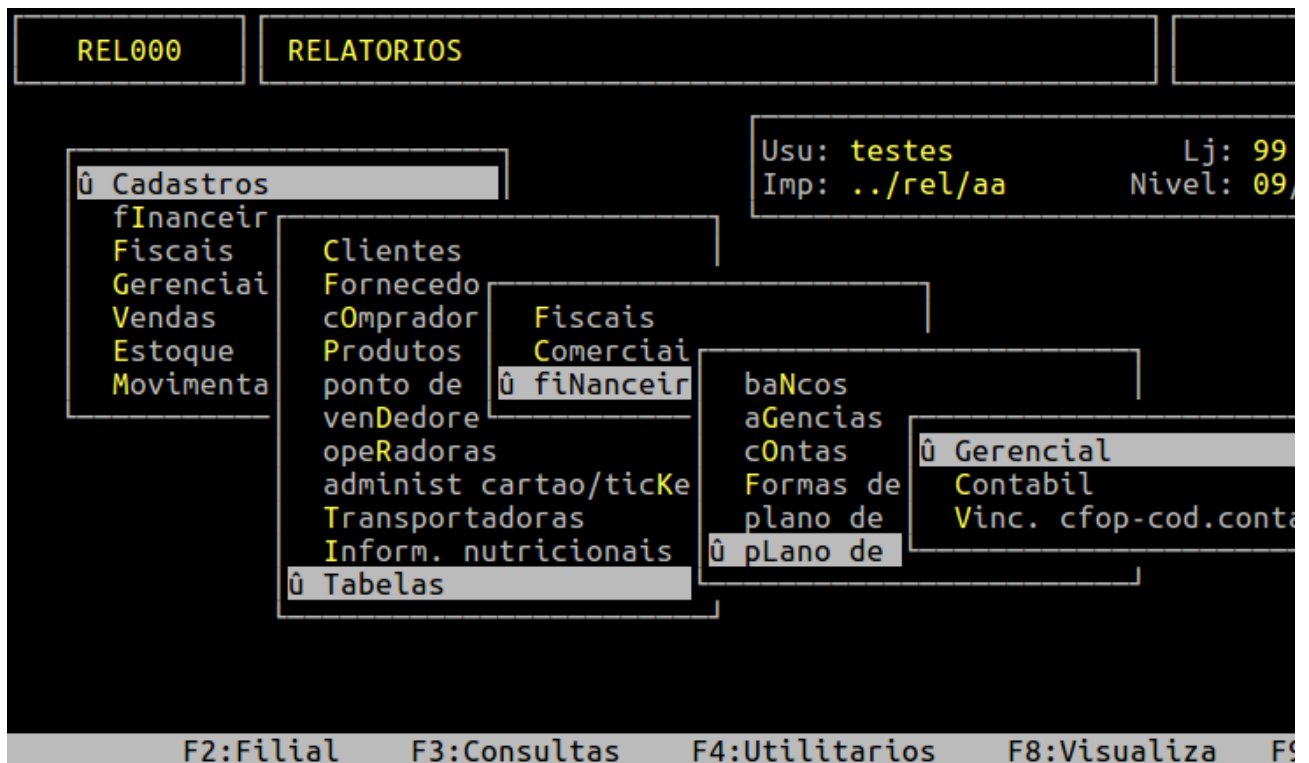 REL000 RELATORIOS
Usu: testes Lj: 99
Imp: ../rel/aa Nivel: 09/
û Cadastros
fInanceir
Fiscais
Gerenciai
Vendas
Estoque
Movimenta
Clientes
Fornecedo
cOmprador
Produtos
ponto de
venDedore
opeRadoras
administ cartao/ticKe
Transportadoras
Inform. nutricionais
û Tabelas
Fiscais
Comerciai
û fiNanceir
baNcos
aGencias
cOntas
Formas de
plano de
û pLano de
û Gerencial
Contabil
Vinc. cfop-cod.conta
F2:Filial F3:Consultas F4:Utilitarios F8:Visualiza F9